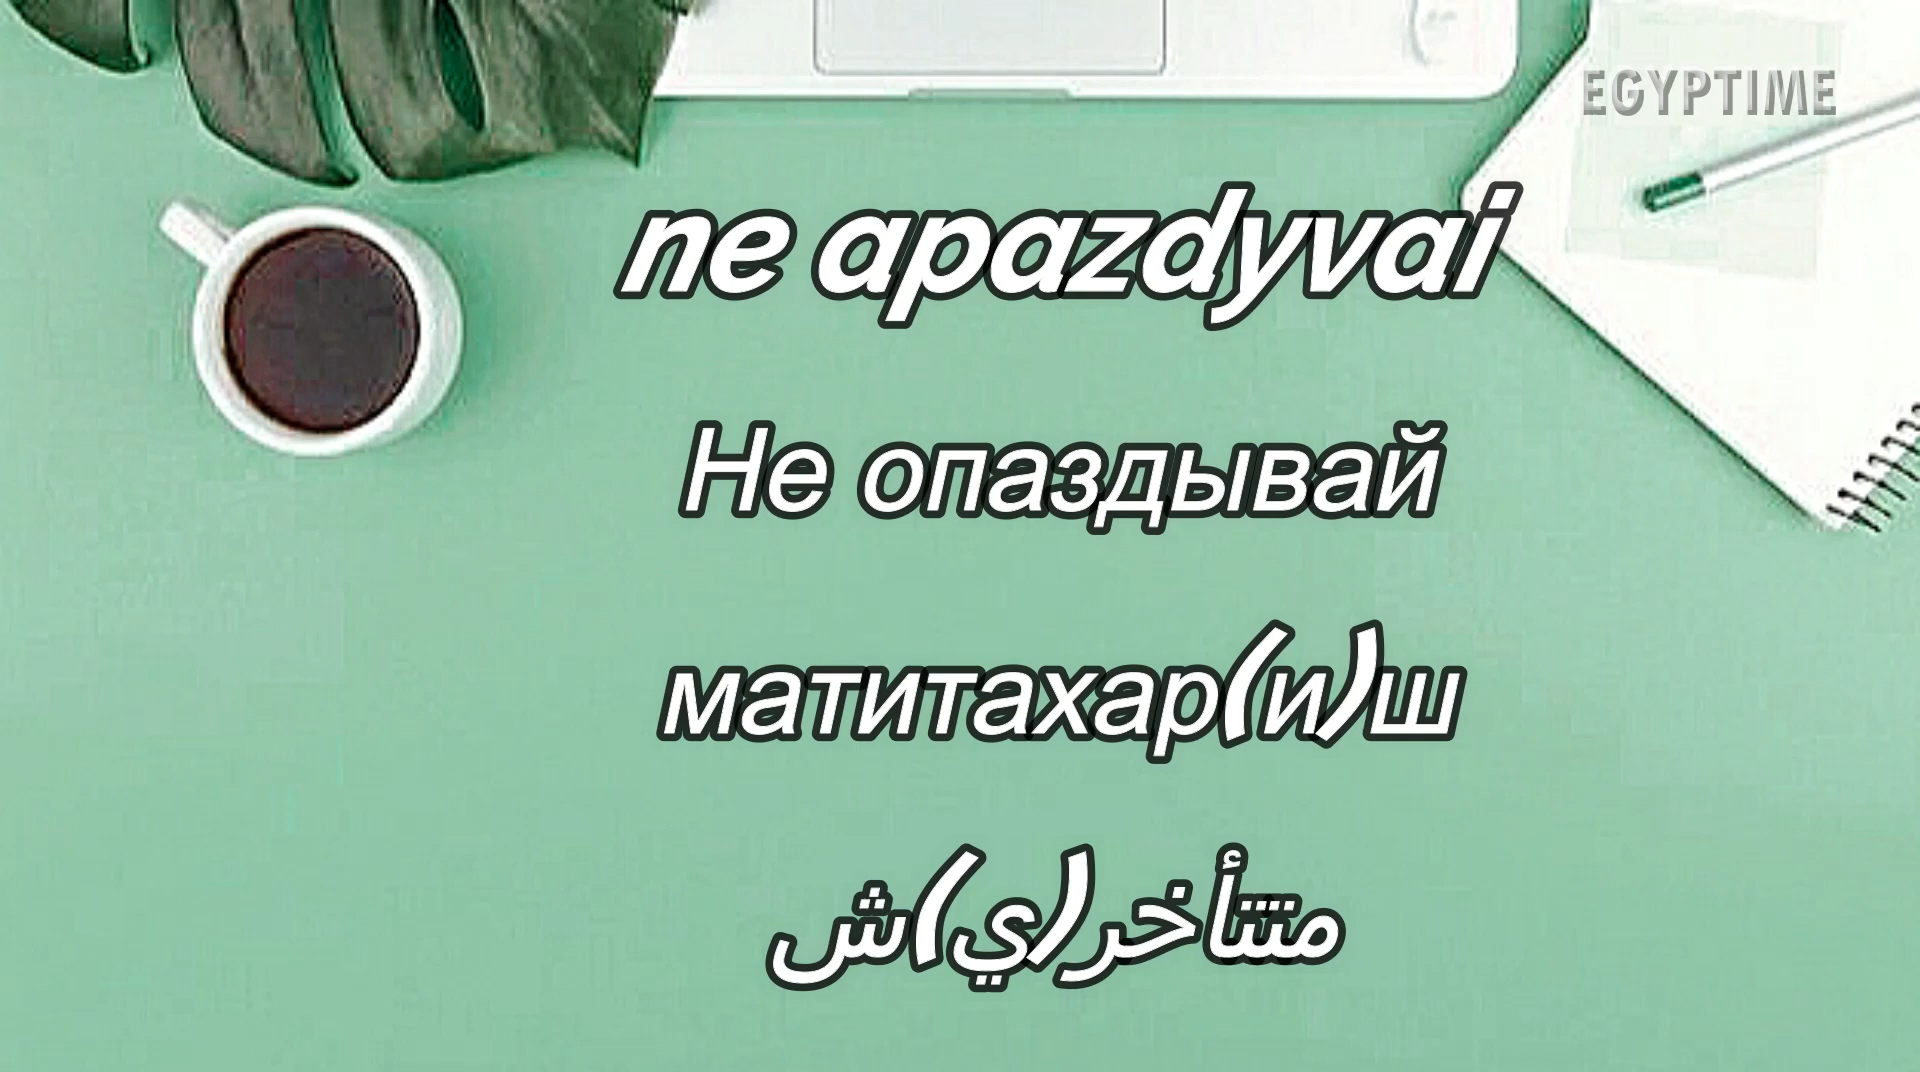 EGYPTIME
ne apazdyvai
Не опаздывай
матитахар(и)ш
متتأخر(ي)ش